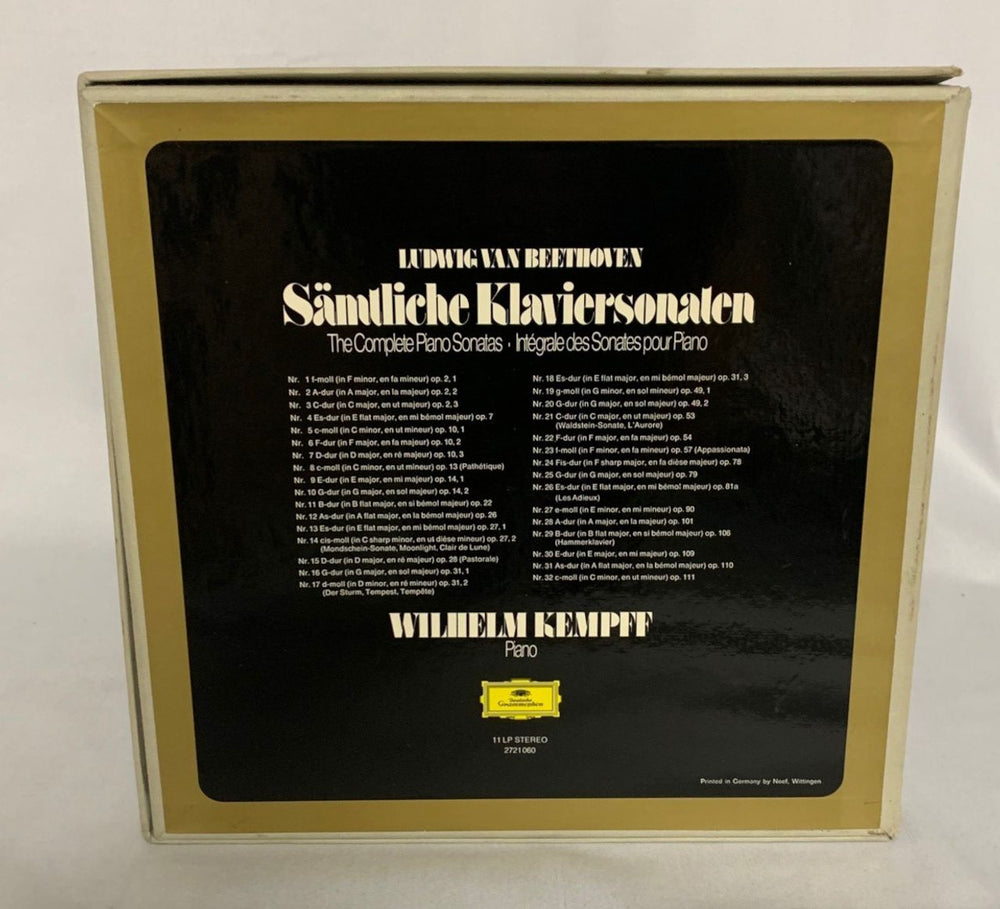 LUDWIG VAN BEETHOVEN
Sämtliche Klaviersonaten
The Complete Piano Sonatas · Intégrale des Sonates pour Piano
Nr. 1 f-moll (in F minor, en fa mineur) op. 2, 1
Nr. 2 A-dur (in A major, en la majeur) op. 2, 2
Nr. 3 C-dur (in C major, en ut majeur) op. 2, 3
Nr. 4 Es-dur (in E flat major, en mi bémol majeur) op. 7
Nr. 5 c-moll (in C minor, en ut mineur) op. 10, 1
Nr. 6 F-dur (in F major, en fa majeur) op. 10, 2
Nr. 7 D-dur (in D major, en ré majeur) op. 10, 3
Nr. 8 c-moll (in C minor, en ut mineur) op. 13 (Pathétique)
Nr. 9 E-dur (in E major, en mi majeur) op. 14, 1
Nr. 10 G-dur (in G major, en sol majeur) op. 14, 2
Nr. 11 B-dur (in B flat major, en si bémol majeur) op. 22
Nr. 12 As-dur (in A flat major, en la bémol majeur) op. 26
Nr. 13 Es-dur (in E flat major, en mi bémol majeur) op. 27, 1
Nr. 14 cis-moll (in C sharp minor, en ut dièse mineur) op. 27, 2
(Mondschein-Sonate, Moonlight, Clair de Lune)
Nr. 15 D-dur (in D major, en ré majeur) op. 28 (Pastorale)
Nr. 16 G-dur (in G major, en sol majeur) op. 31, 1
Nr. 17 d-moll (in D minor, en ré mineur) op. 31, 2
(Der Sturm, Tempest, Tempête)
Nr. 18 Es-dur (in E flat major, en mi bémol majeur) op. 31, 3
Nr. 19 g-moll (in G minor, en sol mineur) op. 49, 1
Nr. 20 G-dur (in G major, en sol majeur) op. 49, 2
Nr. 21 C-dur (in C major, en ut majeur) op. 53
(Waldstein-Sonate, L'Aurore)
Nr. 22 F-dur (in F major, en fa majeur) op. 54
Nr. 23 f-moll (in F minor, en fa mineur) op. 57 (Appassionata)
Nr. 24 Fis-dur (in F sharp major, en fa dièse majeur) op. 78
Nr. 25 G-dur (in G major, en sol majeur) op. 79
Nr. 26 Es-dur (in E flat major, en mi bémol majeur) op. 81a
(Les Adieux)
Nr. 27 e-moll (in E minor, en mi mineur) op. 90
Nr. 28 A-dur (in A major, en la majeur) op. 101
Nr. 29 B-dur (in B flat major, en si bémol majeur) op. 106
(Hammerklavier)
Nr. 30 E-dur (in E major, en mi majeur) op. 109
Nr. 31 As-dur (in A flat major, en la bémol majeur) op. 110
Nr. 32 c-moll (in C minor, en ut mineur) op. 111
WILHELM KEMPFF
Piano
Deutsche
Grammophon
11 LP STEREO
2721 060
Printed in Germany by Neef, Wittingen